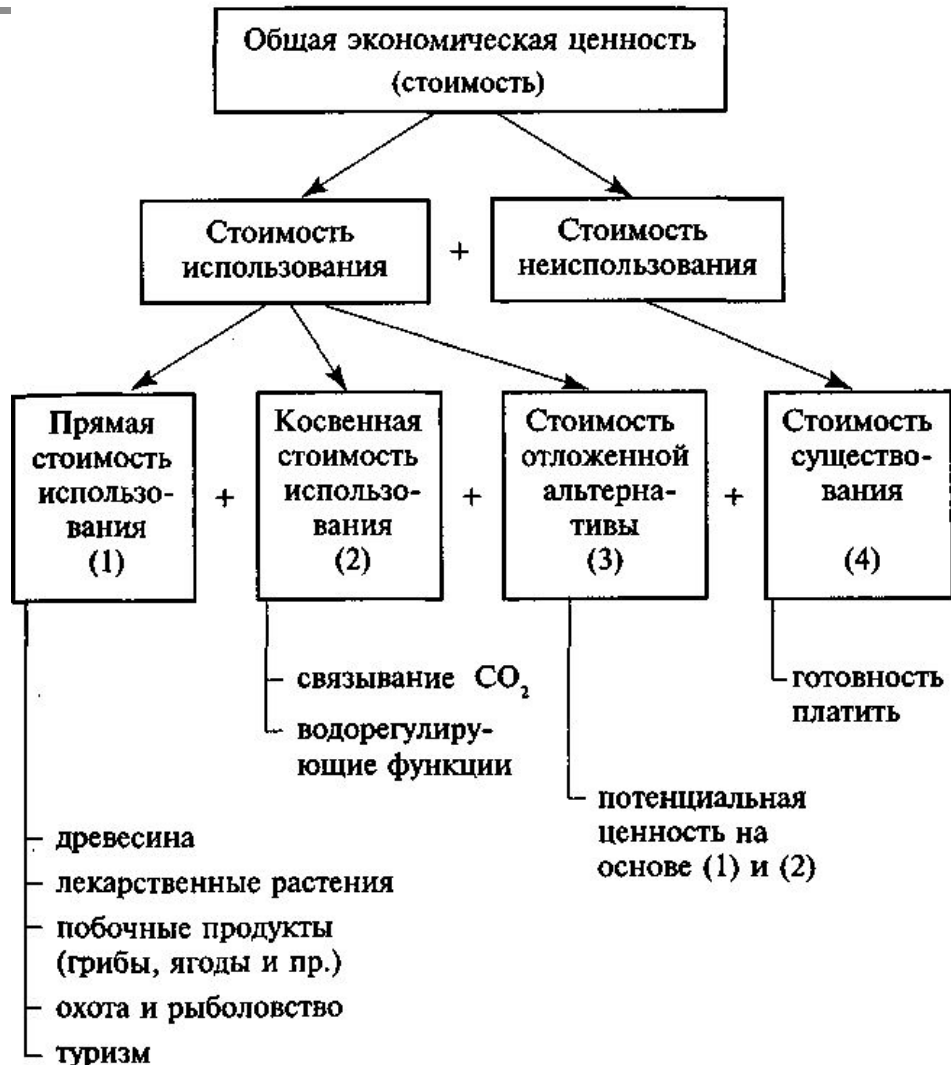 Общая экономическая ценность
(стоимость)
Стоимость
использования
+
Стоимость
неиспользования
Прямая
стоимость
использо-
вания
(1)
+
Косвенная
стоимость
использо-
вания
(2)
+
Стоимость
отложенной
альтерна-
тивы
(3)
+
Стоимость
существо-
вания
(4)
связывание CO₂
водорегулиру-
ющие функции
готовность
платить
потенциальная
ценность на
основе (1) и (2)
древесина
лекарственные растения
побочные продукты
(грибы, ягоды и пр.)
охота и рыболовство
туризм